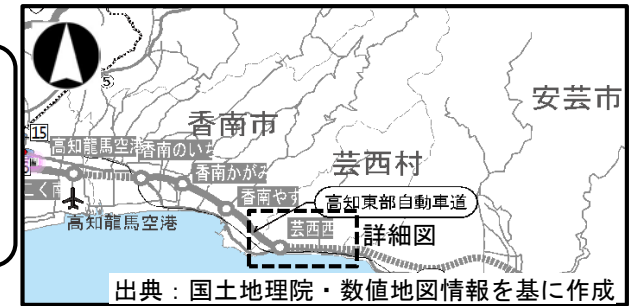 5
安芸市
香南市
15
高知龍馬空港
香南のいち
香南かがみ
芸西村
香南やす
高知東部自動車道
芸西西
詳細図
高知龍馬空港
出典：国土地理院・数値地図情報を基に作成